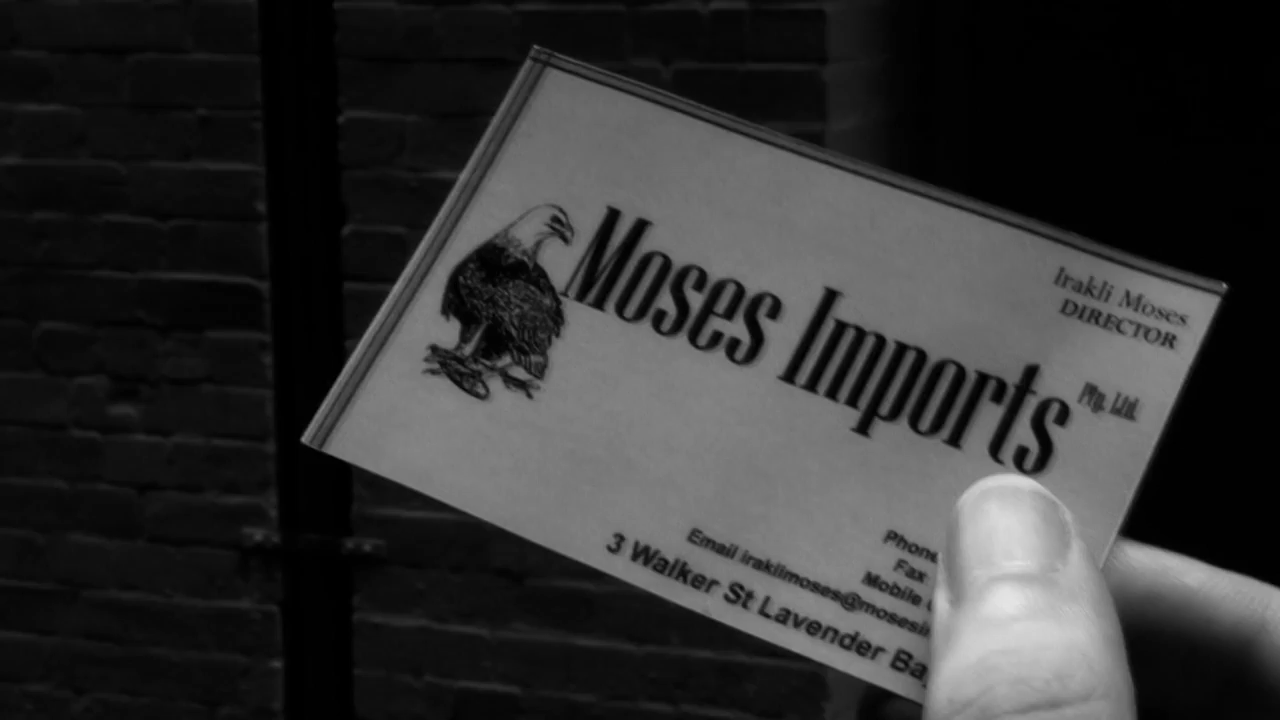 Irakli Moses
DIRECTOR
Moses Imports Pty. Ltd.
Phone
Fax
Mobile
Email iraklimoses@mosesi
3 Walker St Lavender Ba